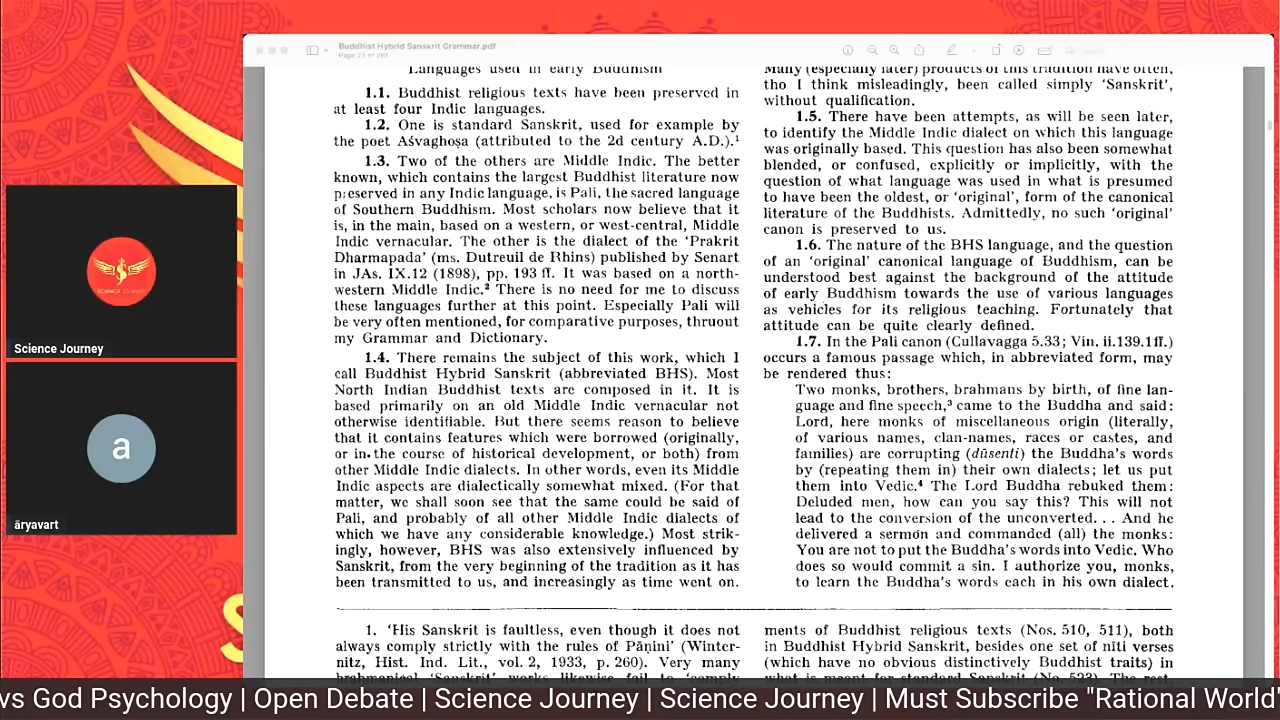 Buddhist Hybrid Sanskrit Grammar.pdf
Page 23 of 261
Languages used in early Buddhism
1.1. Buddhist religious texts have been preserved in
at least four Indic languages.
1.2. One is standard Sanskrit, used for example by
the poet Aśvaghoṣa (attributed to the 2d century A.D.).¹
1.3. Two of the others are Middle Indic. The better
known, which contains the largest Buddhist literature now
preserved in any Indic language, is Pali, the sacred language
of Southern Buddhism. Most scholars now believe that it
is, in the main, based on a western, or west-central, Middle
Indic vernacular. The other is the dialect of the ‘Prakrit
Dharmapada’ (ms. Dutreuil de Rhins) published by Senart
in JAs. IX.12 (1898), pp. 193 ff. It was based on a north-
western Middle Indic.² There is no need for me to discuss
these languages further at this point. Especially Pali will
be very often mentioned, for comparative purposes, thruout
my Grammar and Dictionary.
1.4. There remains the subject of this work, which I
call Buddhist Hybrid Sanskrit (abbreviated BHS). Most
North Indian Buddhist texts are composed in it. It is
based primarily on an old Middle Indic vernacular not
otherwise identifiable. But there seems reason to believe
that it contains features which were borrowed (originally,
or in the course of historical development, or both) from
other Middle Indic dialects. In other words, even its Middle
Indic aspects are dialectically somewhat mixed. (For that
matter, we shall soon see that the same could be said of
Pali, and probably of all other Middle Indic dialects of
which we have any considerable knowledge.) Most strik-
ingly, however, BHS was also extensively influenced by
Sanskrit, from the very beginning of the tradition as it has
been transmitted to us, and increasingly as time went on.
Many (especially later) products of this tradition have often,
tho I think misleadingly, been called simply ‘Sanskrit’,
without qualification.
1.5. There have been attempts, as will be seen later,
to identify the Middle Indic dialect on which this language
was originally based. This question has also been somewhat
blended, or confused, explicitly or implicitly, with the
question of what language was used in what is presumed
to have been the oldest, or ‘original’, form of the canonical
literature of the Buddhists. Admittedly, no such ‘original’
canon is preserved to us.
1.6. The nature of the BHS language, and the question
of an ‘original’ canonical language of Buddhism, can be
understood best against the background of the attitude
of early Buddhism towards the use of various languages
as vehicles for its religious teaching. Fortunately that
attitude can be quite clearly defined.
1.7. In the Pali canon (Cullavagga 5.33; Vin. ii.139.1ff.)
occurs a famous passage which, in abbreviated form, may
be rendered thus:
Two monks, brothers, brahmans by birth, of fine lan-
guage and fine speech,³ came to the Buddha and said:
Lord, here monks of miscellaneous origin (literally,
of various names, clan-names, races or castes, and
families) are corrupting (dūsenti) the Buddha’s words
by (repeating them in) their own dialects; let us put
them into Vedic.⁴ The Lord Buddha rebuked them:
Deluded men, how can you say this? This will not
lead to the conversion of the unconverted. . . And he
delivered a sermon and commanded (all) the monks:
You are not to put the Buddha’s words into Vedic. Who
does so would commit a sin. I authorize you, monks,
to learn the Buddha’s words each in his own dialect.
1. ‘His Sanskrit is faultless, even though it does not
always comply strictly with the rules of Pāṇini’ (Winter-
nitz, Hist. Ind. Lit., vol. 2, 1933, p. 260). Very many
brahmanical ‘Sanskrit’ works likewise fail to ‘comply
ments of Buddhist religious texts (Nos. 510, 511), both
in Buddhist Hybrid Sanskrit, besides one set of nīti verses
(which have no obvious distinctively Buddhist traits) in
what is meant for standard Sanskrit (No. 523). The rest
SCIENCE JOURNEY
Science Journey
a
āryavart
vs God Psychology | Open Debate | Science Journey | Science Journey | Must Subscribe "Rational World"